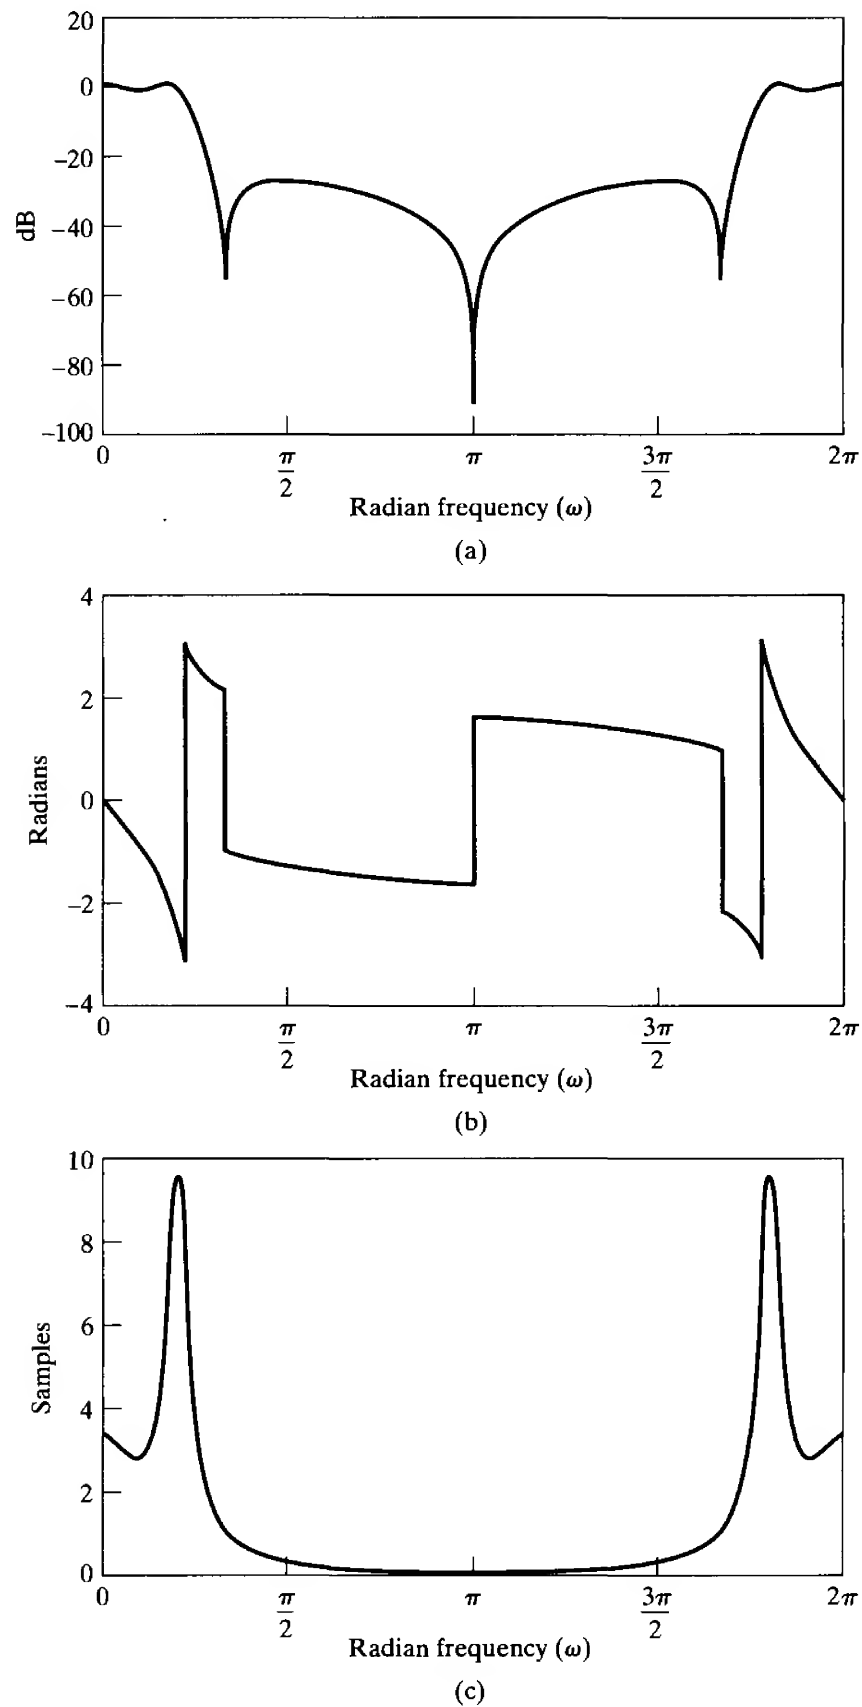 20
0
−20
−40
−60
−80
−100
dB
0
π/2
π
3π/2
2π
Radian frequency (ω)
(a)
4
2
0
−2
−4
Radians
0
π/2
π
3π/2
2π
Radian frequency (ω)
(b)
10
8
6
4
2
0
Samples
0
π/2
π
3π/2
2π
Radian frequency (ω)
(c)